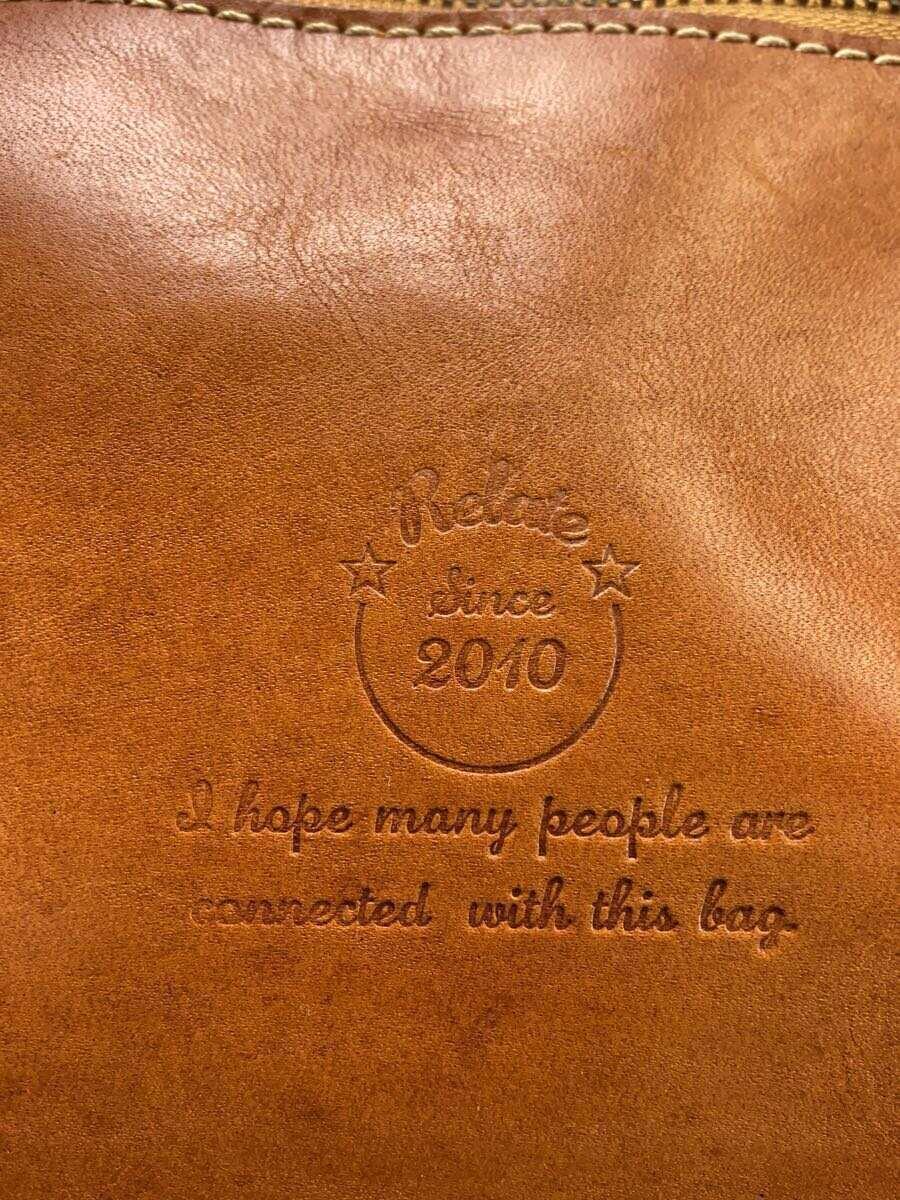 Relate
Since
2010
I hope many people are
connected with this bag.